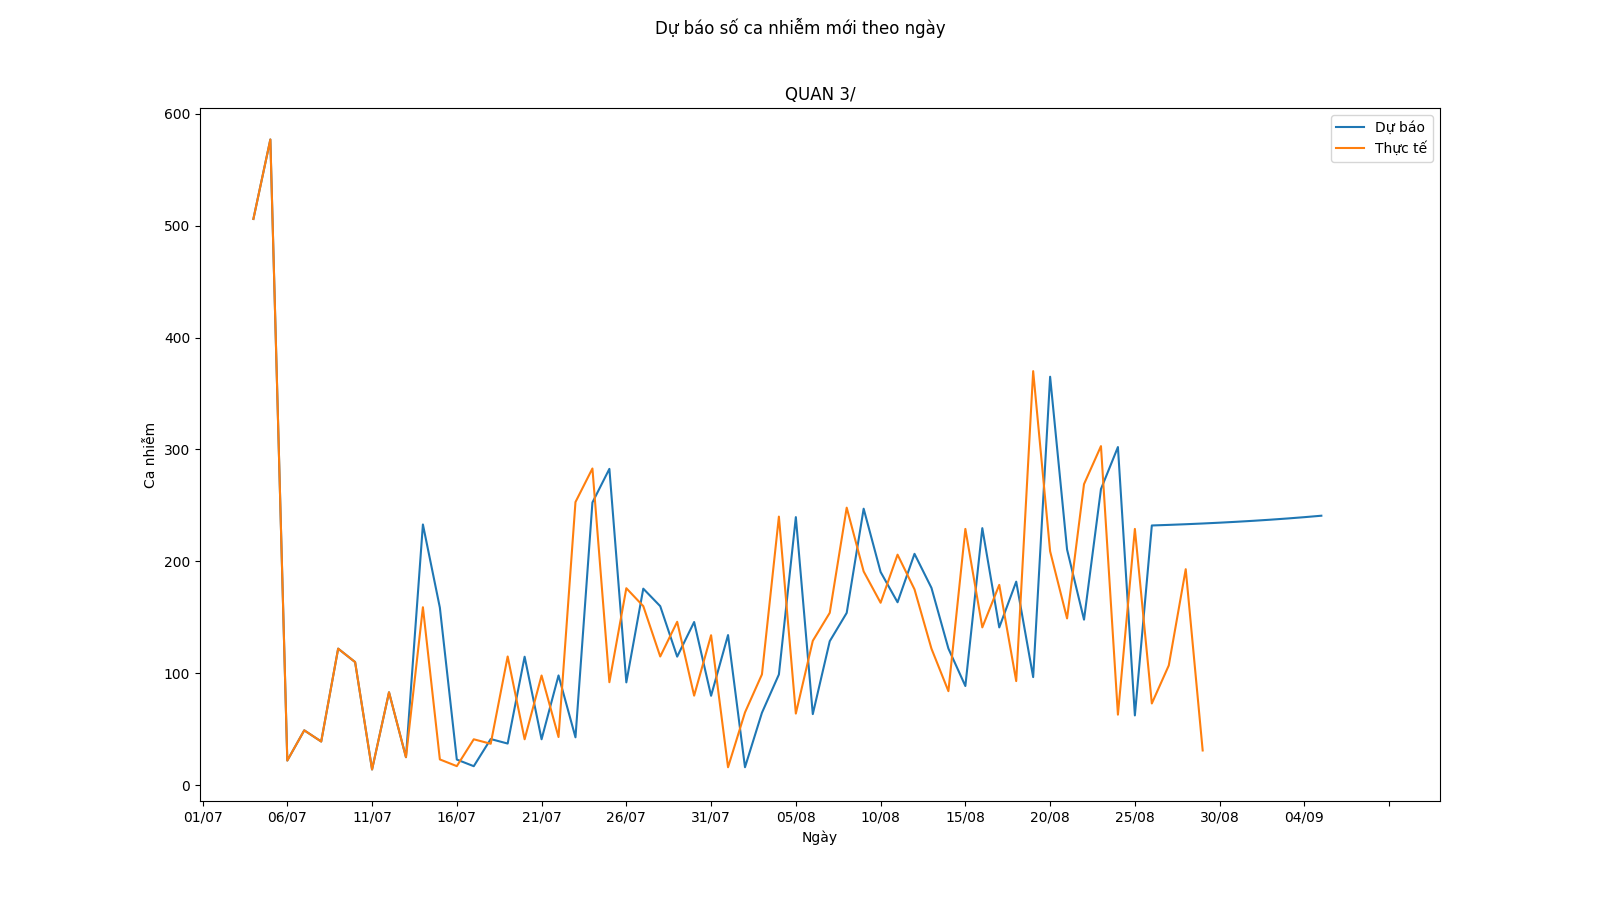 Dự báo số ca nhiễm mới theo ngày
QUAN 3/
Dự báo
Thực tế
600
500
400
300
200
100
0
Ca nhiễm
01/07 06/07 11/07 16/07 21/07 26/07 31/07 05/08 10/08 15/08 20/08 25/08 30/08 04/09
Ngày